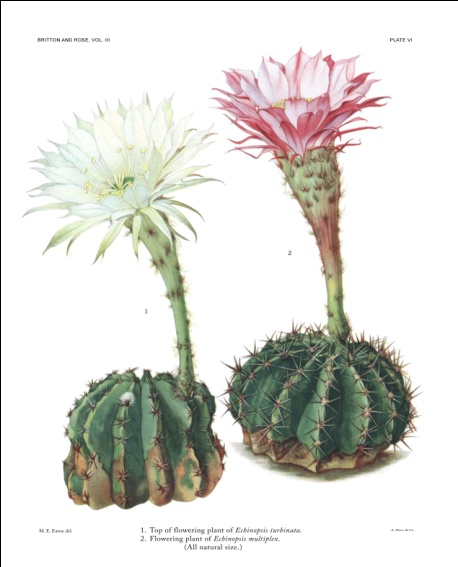 BRITTON AND ROSE, VOL. III
PLATE VI
2
1
M. E. Eaton del.
1. Top of flowering plant of Echinopsis turbinata.
2. Flowering plant of Echinopsis multiplex.
(All natural size.)